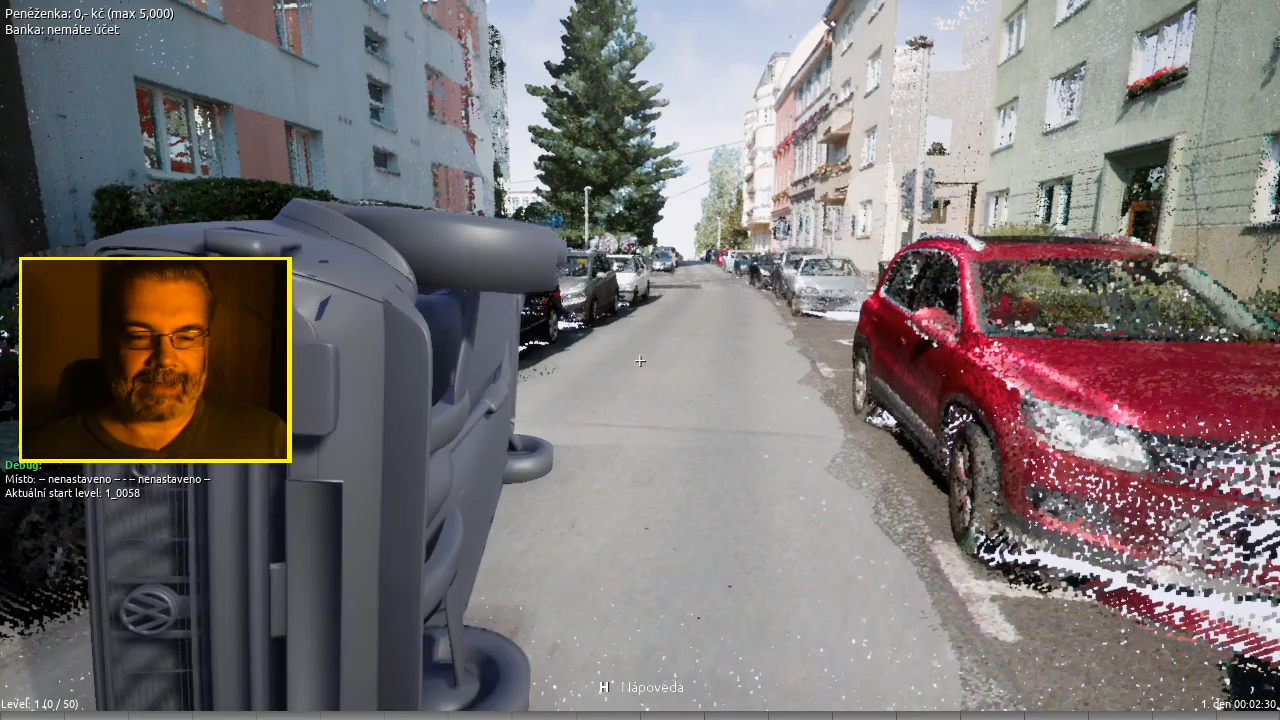 Peněženka: 0,- kč (max 5,000)
Banka: nemáte účet
Debug:
Místo: -- nenastaveno -- - -- nenastaveno --
Aktuální start level: 1_0058
H Nápověda
Level: 1 (0 / 50)
1. den 00:02:30